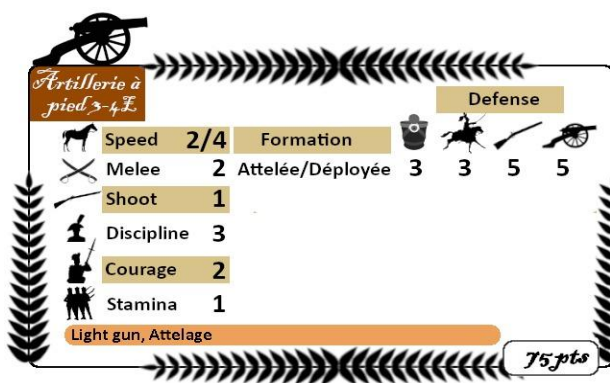 Artillerie à
pied 3-4£
Defense
Speed 2/4 Formation
Melee 2 Attelée/Déployée 3 3 5 5
Shoot 1
Discipline 3
Courage 2
Stamina 1
Light gun, Attelage
75pts